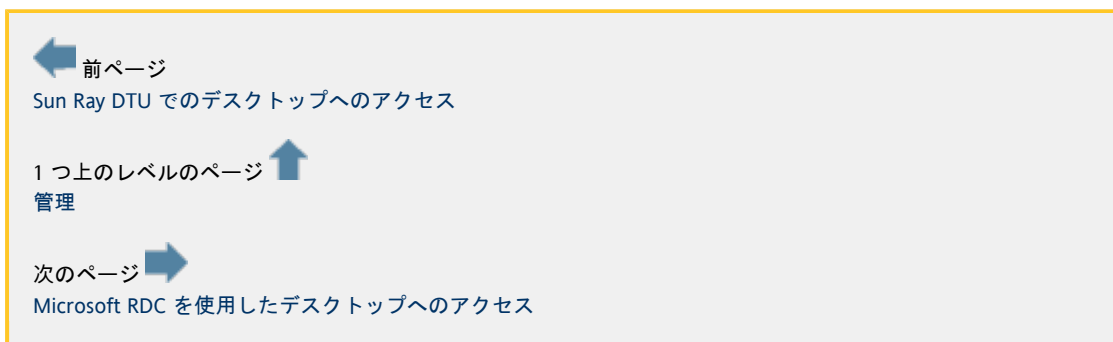 前ページ
Sun Ray DTU でのデスクトップへのアクセス
1 つ上のレベルのページ
管理
次のページ
Microsoft RDC を使用したデスクトップへのアクセス